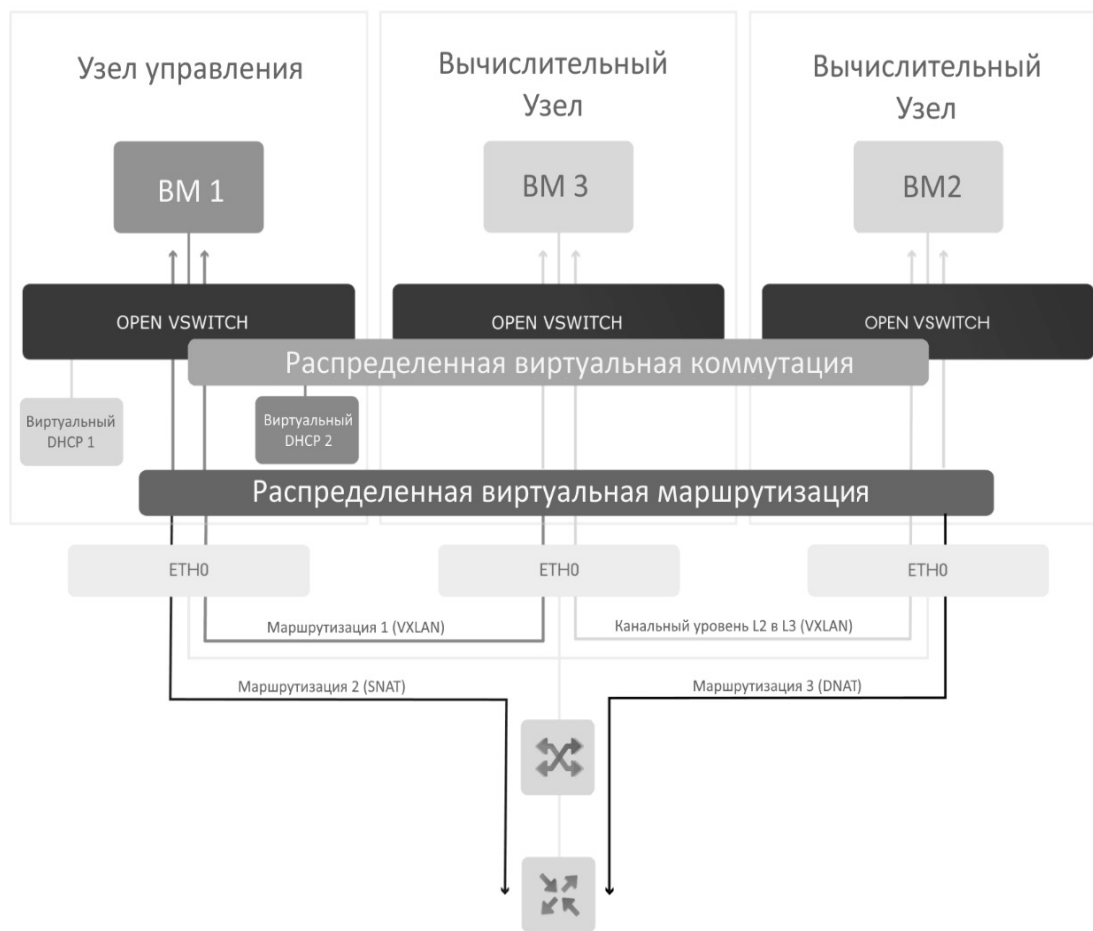 Узел управления
Вычислительный
Узел
Вычислительный
Узел
ВМ 1
ВМ 3
ВМ2
OPEN VSWITCH
OPEN VSWITCH
OPEN VSWITCH
Распределенная виртуальная коммутация
Виртуальный
DHCP 1
Виртуальный
DHCP 2
Распределенная виртуальная маршрутизация
ETH0
ETH0
ETH0
Маршрутизация 1 (VXLAN)
Канальный уровень L2 в L3 (VXLAN)
Маршрутизация 2 (SNAT)
Маршрутизация 3 (DNAT)